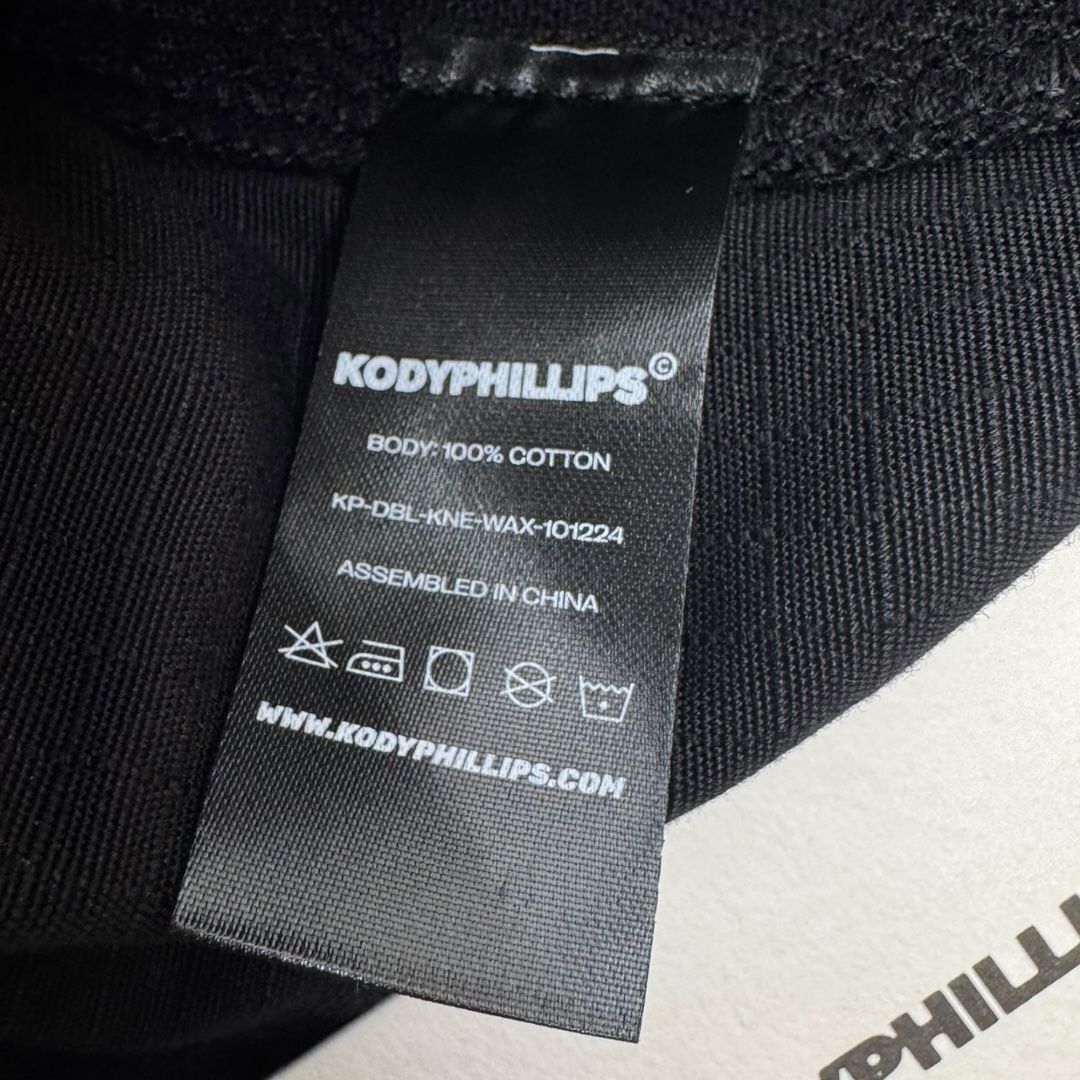 KODYPHILLIPS©
BODY: 100% COTTON
KP-DBL-KNE-WAX-101224
ASSEMBLED IN CHINA
WWW.KODYPHILLIPS.COM